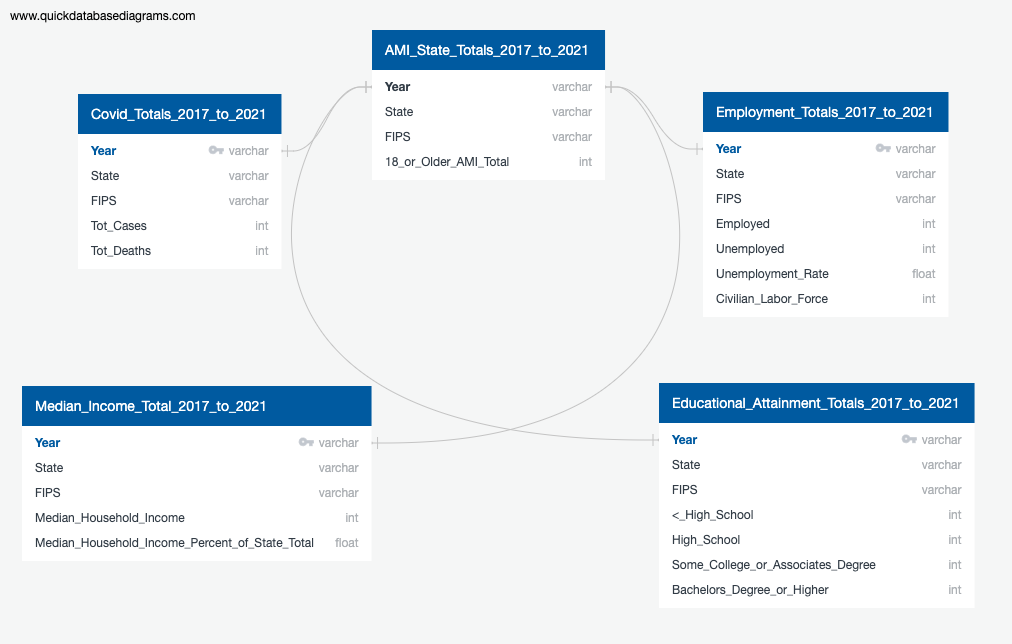 www.quickdatabasediagrams.com
AMI_State_Totals_2017_to_2021
Year varchar
State varchar
FIPS varchar
18_or_Older_AMI_Total int
Covid_Totals_2017_to_2021
Year varchar
State varchar
FIPS varchar
Tot_Cases int
Tot_Deaths int
Employment_Totals_2017_to_2021
Year varchar
State varchar
FIPS varchar
Employed int
Unemployed int
Unemployment_Rate float
Civilian_Labor_Force int
Median_Income_Total_2017_to_2021
Year varchar
State varchar
FIPS varchar
Median_Household_Income int
Median_Household_Income_Percent_of_State_Total float
Educational_Attainment_Totals_2017_to_2021
Year varchar
State varchar
FIPS varchar
<_High_School int
High_School int
Some_College_or_Associates_Degree int
Bachelors_Degree_or_Higher int